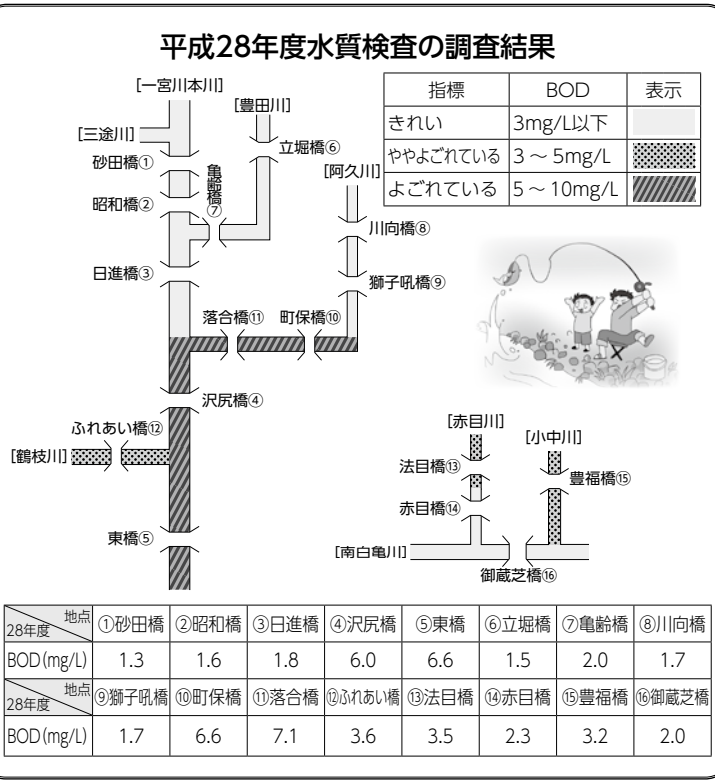 平成28年度水質検査の調査結果
指標 BOD 表示
きれい 3mg/L以下
ややよごれている 3～5mg/L
よごれている 5～10mg/L
[一宮川本川]
[豊田川]
[三途川]
立堀橋⑥
砂田橋①
亀齢橋⑦
[阿久川]
昭和橋②
川向橋⑧
日進橋③
獅子吼橋⑨
落合橋⑪
町保橋⑩
沢尻橋④
ふれあい橋⑫
[鶴枝川]
東橋⑤
[赤目川]
[小中川]
法目橋⑬
豊福橋⑮
赤目橋⑭
[南白亀川]
御蔵芝橋⑯
28年度 地点 ①砂田橋 ②昭和橋 ③日進橋 ④沢尻橋 ⑤東橋 ⑥立堀橋 ⑦亀齢橋 ⑧川向橋
BOD(mg/L) 1.3 1.6 1.8 6.0 6.6 1.5 2.0 1.7
28年度 地点 ⑨獅子吼橋 ⑩町保橋 ⑪落合橋 ⑫ふれあい橋 ⑬法目橋 ⑭赤目橋 ⑮豊福橋 ⑯御蔵芝橋
BOD(mg/L) 1.7 6.6 7.1 3.6 3.5 2.3 3.2 2.0